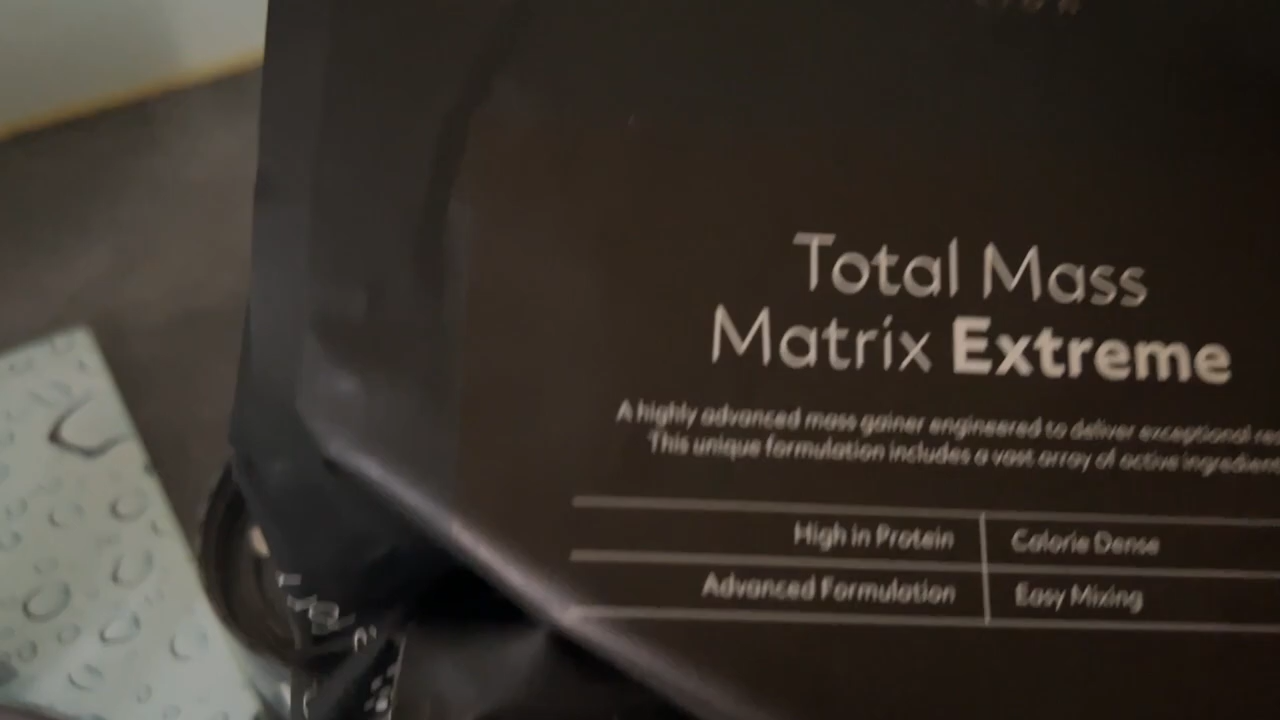 Total Mass
Matrix Extreme
A highly advanced mass gainer engineered to deliver exceptional
This unique formulation includes a vast array of active
High in Protein
Calorie Dense
Advanced Formulation
Easy Mixing